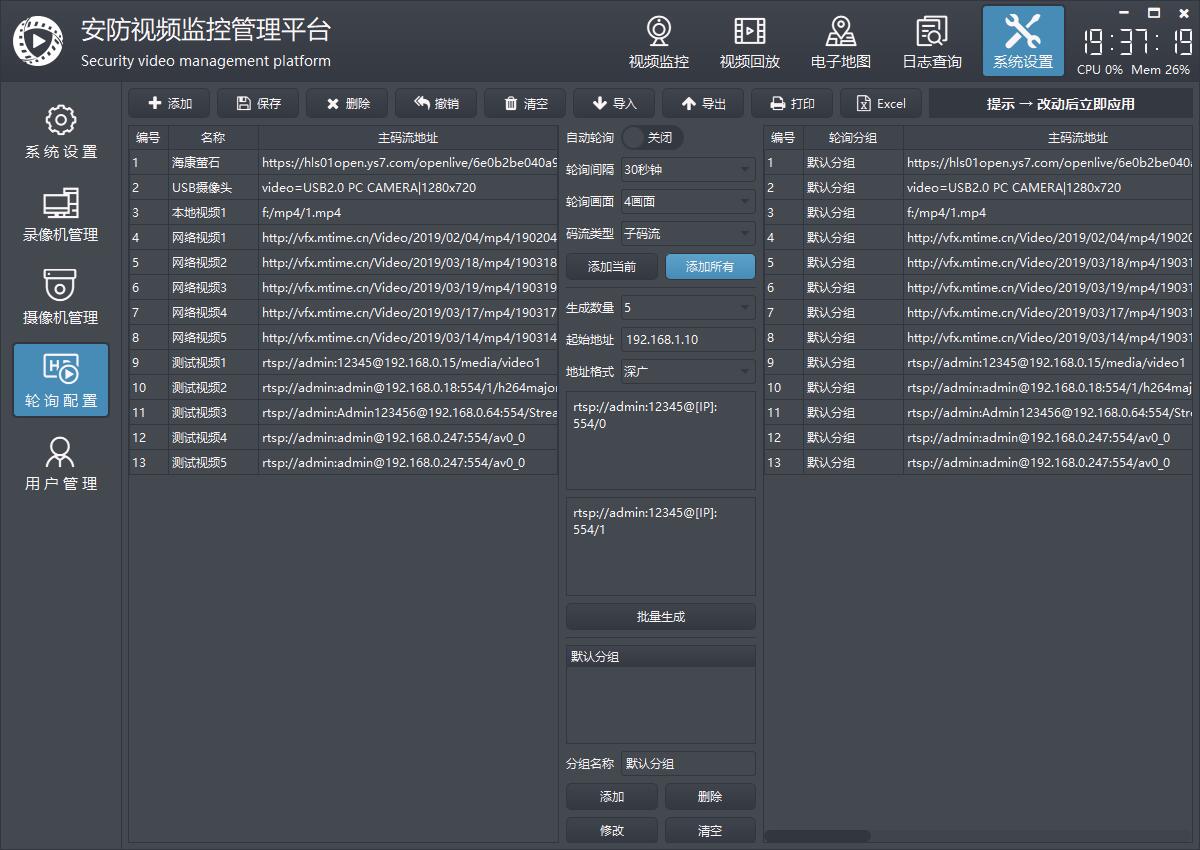 安防视频监控管理平台
Security video management platform
视频监控
视频回放
电子地图
日志查询
系统设置
19:37:19
CPU 0% Mem 26%
系统设置
录像机管理
摄像机管理
轮询配置
用户管理
添加 保存 删除 撤销 清空 导入 导出 打印 Excel
提示 → 改动后立即应用
编号 名称 主码流地址
1 海康萤石 https://hls01open.ys7.com/openlive/6e0b2be040a9
2 USB摄像头 video=USB2.0 PC CAMERA|1280x720
3 本地视频1 f:/mp4/1.mp4
4 网络视频1 http://vfx.mtime.cn/Video/2019/02/04/mp4/190204
5 网络视频2 http://vfx.mtime.cn/Video/2019/03/18/mp4/190318
6 网络视频3 http://vfx.mtime.cn/Video/2019/03/19/mp4/190319
7 网络视频4 http://vfx.mtime.cn/Video/2019/03/17/mp4/190317
8 网络视频5 http://vfx.mtime.cn/Video/2019/03/14/mp4/190314
9 测试视频1 rtsp://admin:12345@192.168.0.15/media/video1
10 测试视频2 rtsp://admin:12345@192.168.0.18:554/1/h264major
11 测试视频3 rtsp://admin:Admin123456@192.168.0.64:554/Strea
12 测试视频4 rtsp://admin:admin@192.168.0.247:554/av0_0
13 测试视频5 rtsp://admin:admin@192.168.0.247:554/av0_0
自动轮询 关闭
轮询间隔 30秒钟
轮询画面 4画面
码流类型 子码流
添加当前 添加所有
生成数量 5
起始地址 192.168.1.10
地址格式 深广
rtsp://admin:12345@[IP]:
554/0
rtsp://admin:12345@[IP]:
554/1
批量生成
默认分组
分组名称 默认分组
添加 删除
修改 清空
编号 轮询分组 主码流地址
1 默认分组 https://hls01open.ys7.com/openlive/6e0b2be040a
2 默认分组 video=USB2.0 PC CAMERA|1280x720
3 默认分组 f:/mp4/1.mp4
4 默认分组 http://vfx.mtime.cn/Video/2019/02/04/mp4/19020
5 默认分组 http://vfx.mtime.cn/Video/2019/03/18/mp4/19031
6 默认分组 http://vfx.mtime.cn/Video/2019/03/19/mp4/19031
7 默认分组 http://vfx.mtime.cn/Video/2019/03/17/mp4/19031
8 默认分组 http://vfx.mtime.cn/Video/2019/03/14/mp4/19031
9 默认分组 rtsp://admin:12345@192.168.0.15/media/video1
10 默认分组 rtsp://admin:12345@192.168.0.18:554/1/h264maj
11 默认分组 rtsp://admin:Admin123456@192.168.0.64:554/Stre
12 默认分组 rtsp://admin:admin@192.168.0.247:554/av0_0
13 默认分组 rtsp://admin:admin@192.168.0.247:554/av0_0